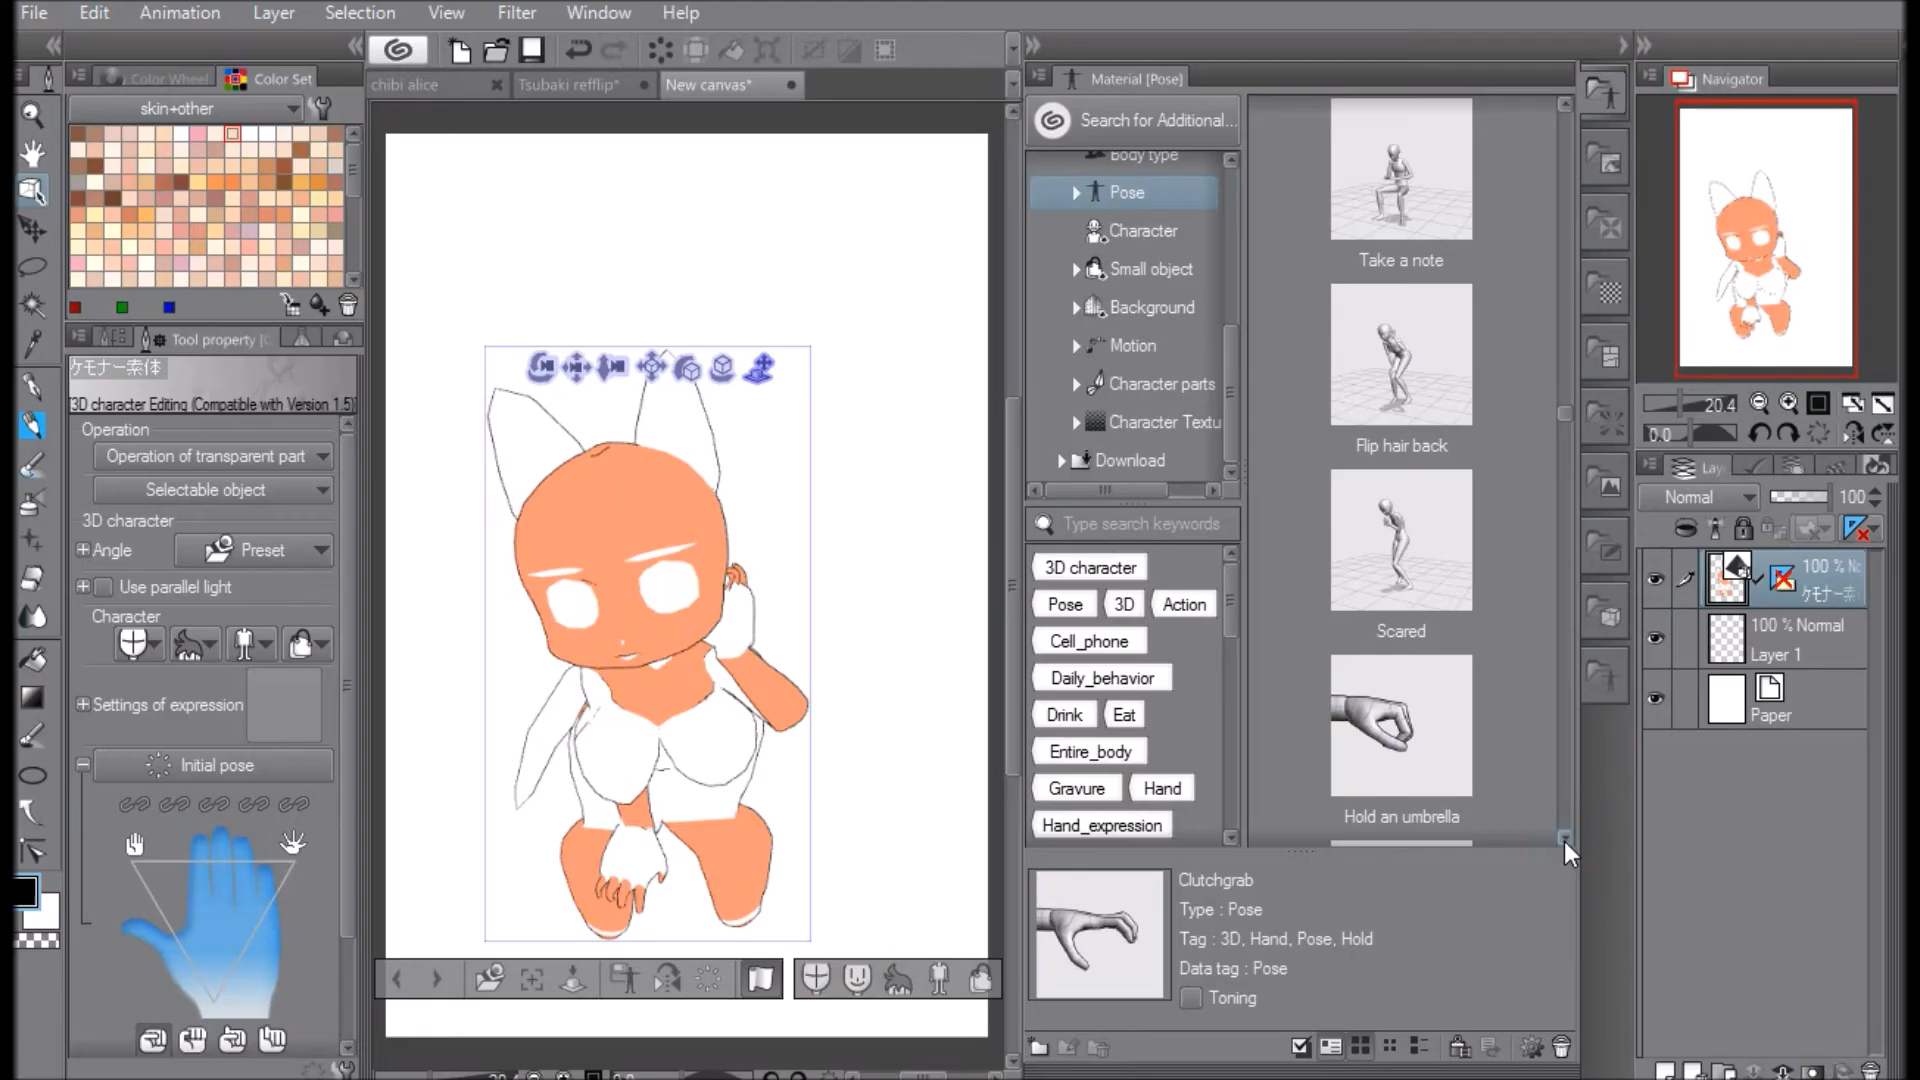 File Edit Animation Layer Selection View Filter Window Help
Color Wheel Color Set
skin+other
Tool property
ケモナー素体
3D character Editing (Compatible with Version 1.5)
Operation
Operation of transparent part
Selectable object
3D character
Angle Preset
Use parallel light
Character
Settings of expression
Initial pose
chibi alice Tsubaki refflip* New canvas*
Material [Pose]
Search for Additional...
Body type
Pose
Character
Small object
Background
Motion
Character parts
Character Textu
Download
Type search keywords
3D character
Pose 3D Action
Cell_phone
Daily_behavior
Drink Eat
Entire_body
Gravure Hand
Hand_expression
Take a note
Flip hair back
Scared
Hold an umbrella
Clutchgrab
Type : Pose
Tag : 3D, Hand, Pose, Hold
Data tag : Pose
Toning
Navigator
20.4
0.0
Lay
Normal 100
100 % No
ケモナー素
100 % Normal
Layer 1
Paper